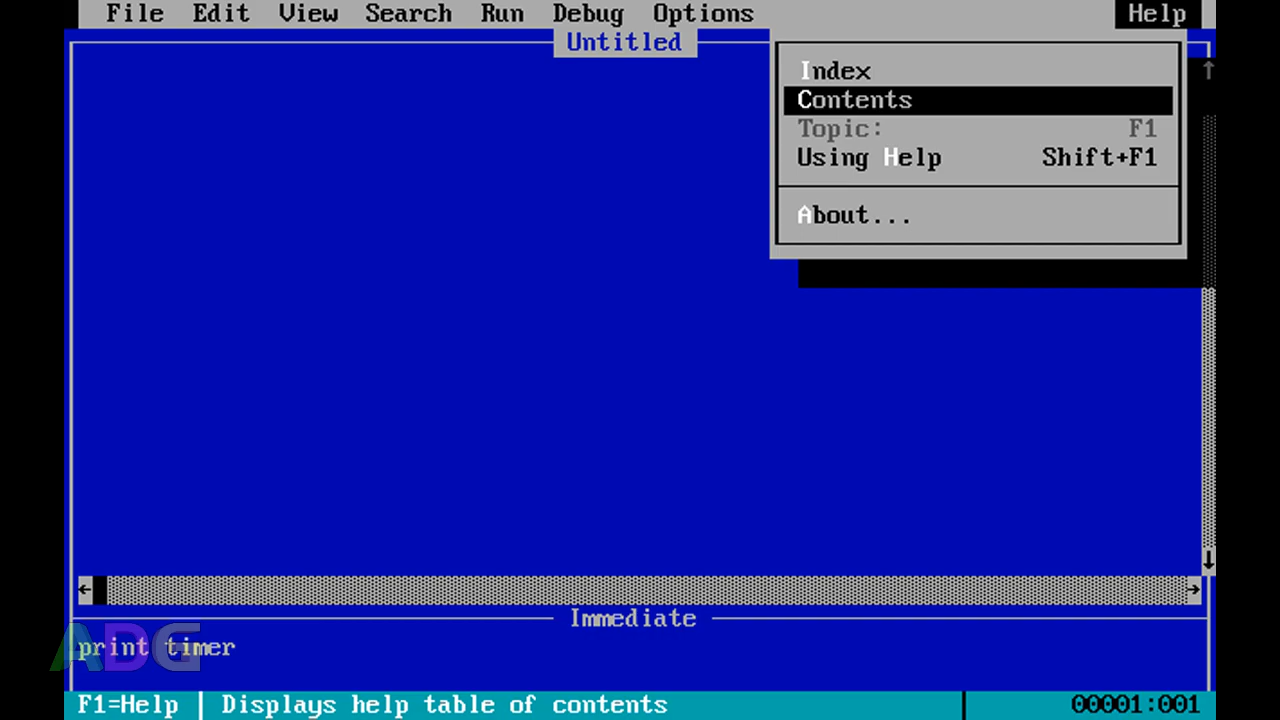 File Edit View Search Run Debug Options Help
Untitled
Index
Contents
Topic: F1
Using Help Shift+F1
About...
Immediate
print timer
ADG
F1=Help | Displays help table of contents 00001:001